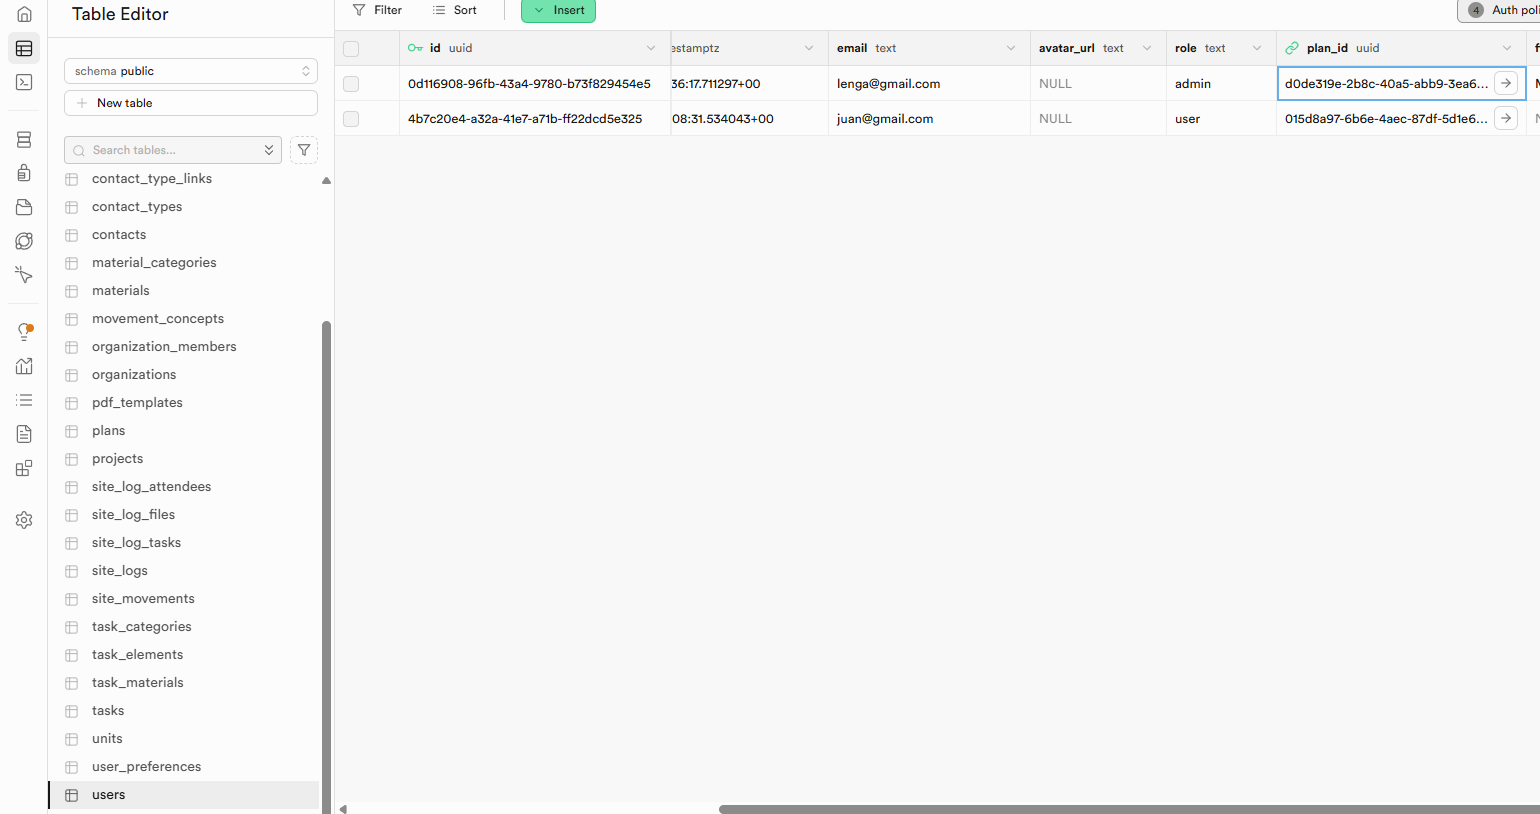 Table Editor
schema public
New table
Search tables...
contact_type_links
contact_types
contacts
material_categories
materials
movement_concepts
organization_members
organizations
pdf_templates
plans
projects
site_log_attendees
site_log_files
site_log_tasks
site_logs
site_movements
task_categories
task_elements
task_materials
tasks
units
user_preferences
users
Filter Sort Insert 4 Auth poli
id uuid estamptz email text avatar_url text role text plan_id uuid
0d116908-96fb-43a4-9780-b73f829454e5 36:17.711297+00 lenga@gmail.com NULL admin d0de319e-2b8c-40a5-abb9-3ea6...
4b7c20e4-a32a-41e7-a71b-ff22dcd5e325 08:31.534043+00 juan@gmail.com NULL user 015d8a97-6b6e-4aec-87df-5d1e6...